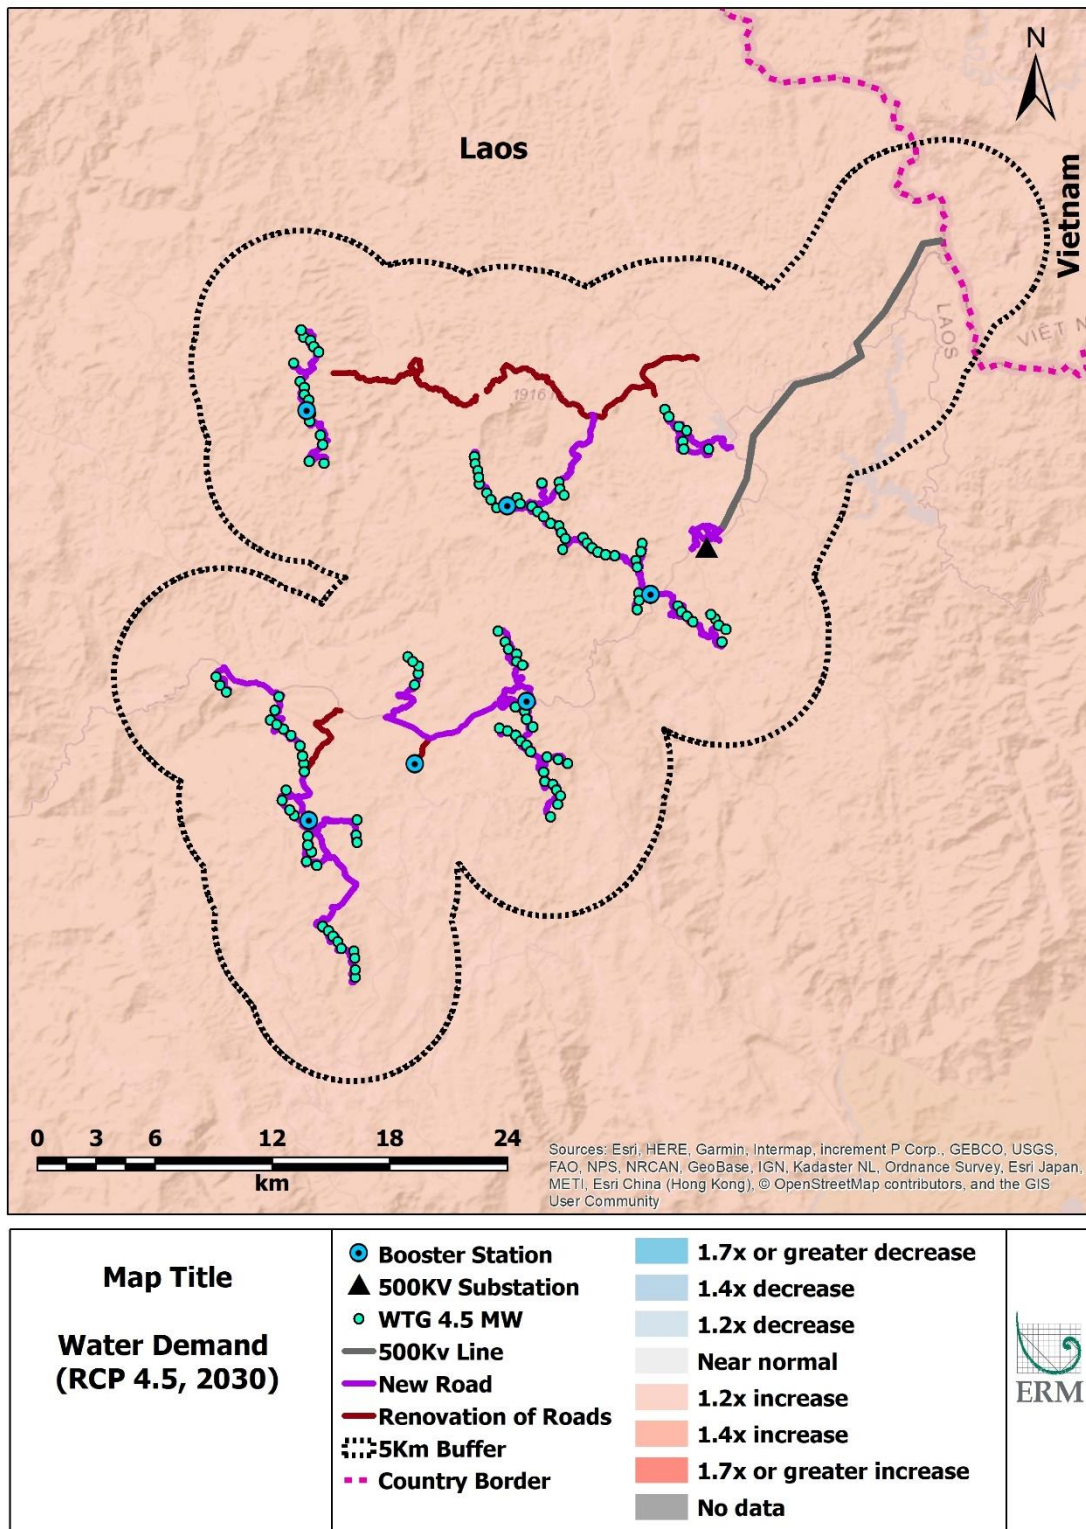 N
Laos
Vietnam
LAOS
VIÊT N
0 3 6 12 18 24
km
Sources: Esri, HERE, Garmin, Intermap, increment P Corp., GEBCO, USGS,
FAO, NPS, NRCAN, GeoBase, IGN, Kadaster NL, Ordnance Survey, Esri Japan,
METI, Esri China (Hong Kong), © OpenStreetMap contributors, and the GIS
User Community
Map Title
Water Demand
(RCP 4.5, 2030)
Booster Station
500KV Substation
WTG 4.5 MW
500Kv Line
New Road
Renovation of Roads
5Km Buffer
Country Border
1.7x or greater decrease
1.4x decrease
1.2x decrease
Near normal
1.2x increase
1.4x increase
1.7x or greater increase
No data
ERM